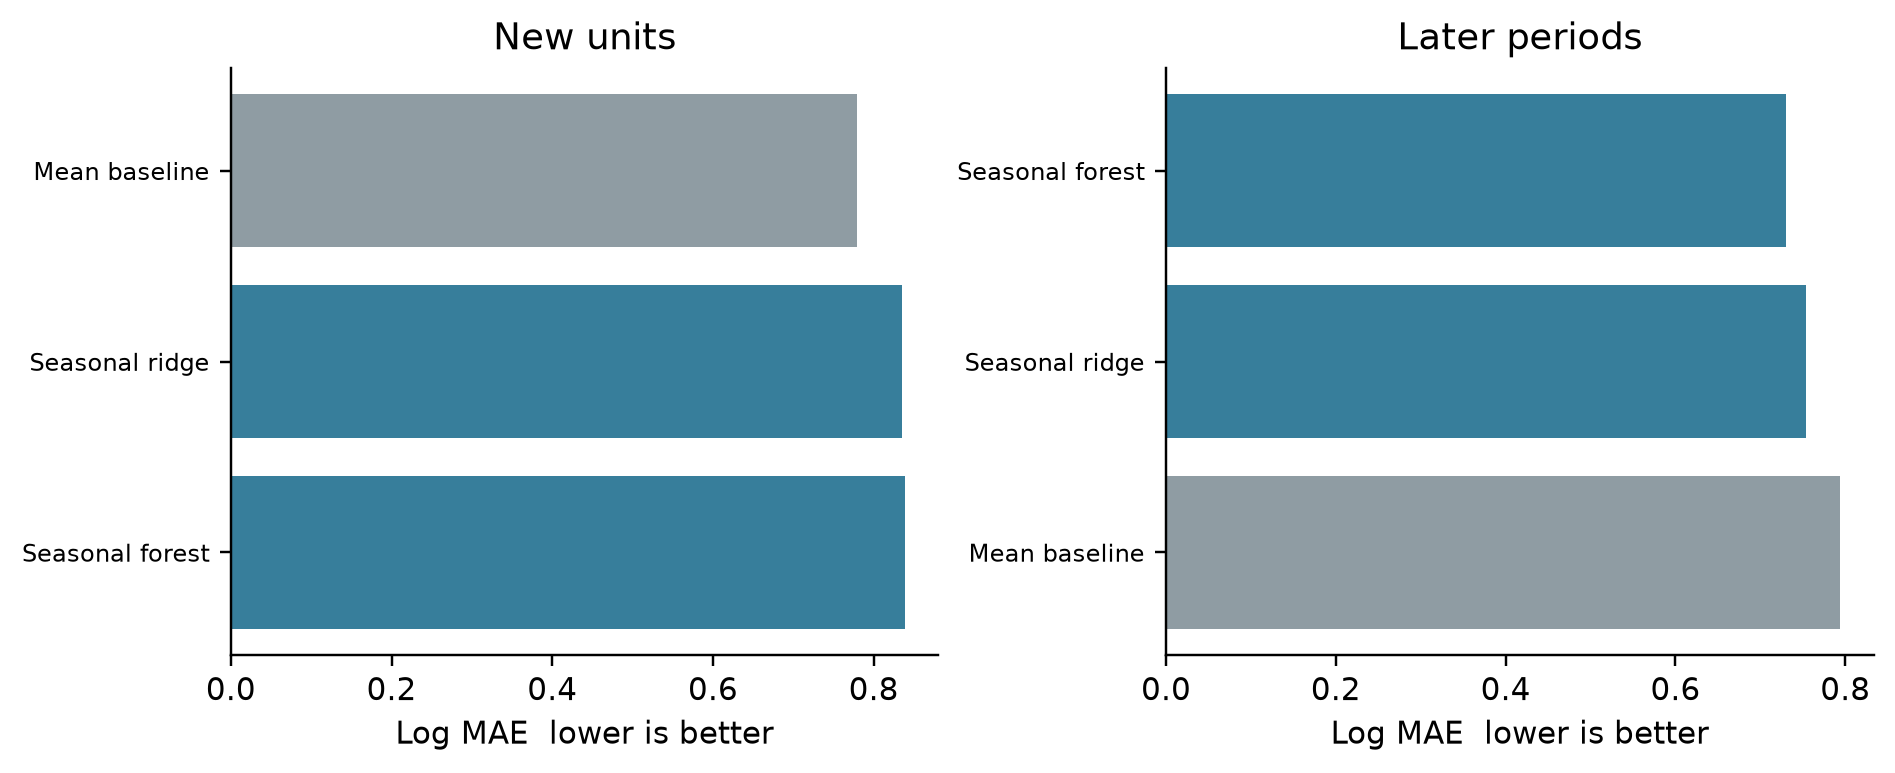 New units
Mean baseline
Seasonal ridge
Seasonal forest
0.0 0.2 0.4 0.6 0.8
Log MAE  lower is better
Later periods
Seasonal forest
Seasonal ridge
Mean baseline
0.0 0.2 0.4 0.6 0.8
Log MAE  lower is better